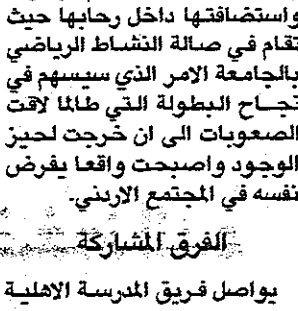 واستضافتها داخل رحابها حيث
تقام في صالة النشاط الرياضي
بالجامعة الامر الذي سيسهم في
نجاح البطولة التي طالما لاقت
الصعوبات الى ان خرجت لحيز
الوجود واصبحت واقعا يفرض
نفسه في المجتمع الاردني.
الفرق المشاركة
يواصل فريق المدرسة الاهلية